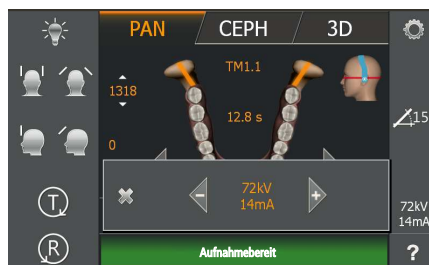 PAN CEPH 3D
TM1.1
1318
12.8 s
15
0
72kV
14mA
T
72kV
14mA
R
Aufnahmebereit
?